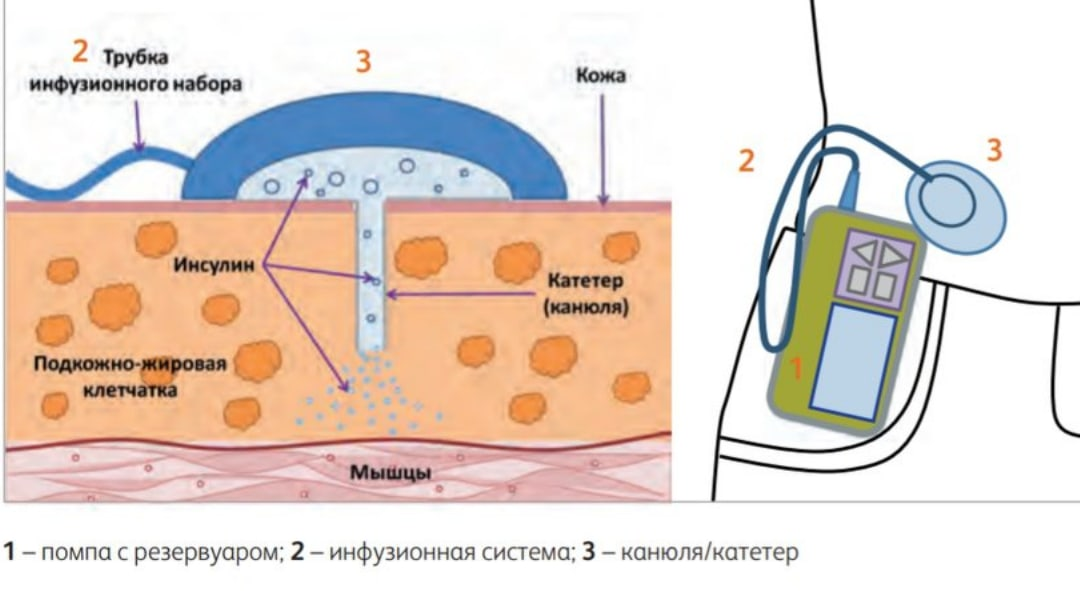 2 Трубка
инфузионного набора
3
Кожа
Инсулин
Катетер
(канюля)
Подкожно-жировая
клетчатка
Мышцы
2
3
1
1 – помпа с резервуаром; 2 – инфузионная система; 3 – канюля/катетер